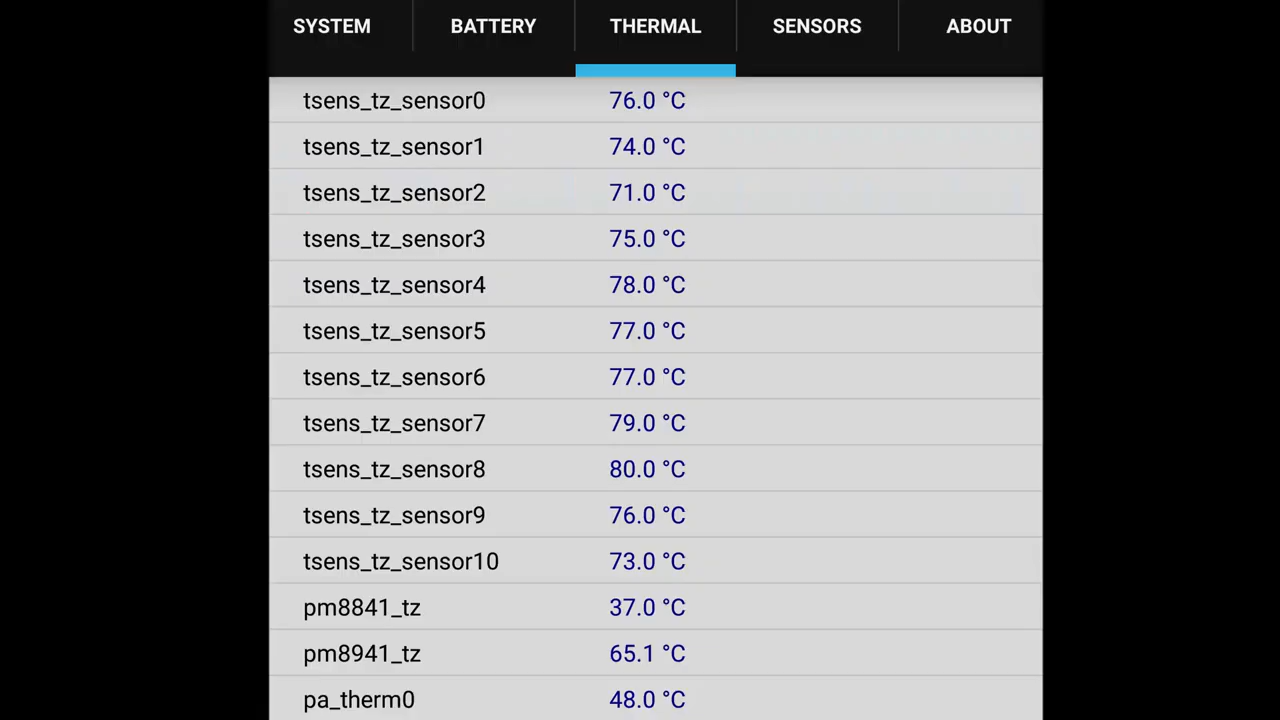 SYSTEM BATTERY THERMAL SENSORS ABOUT
tsens_tz_sensor0 76.0 °C
tsens_tz_sensor1 74.0 °C
tsens_tz_sensor2 71.0 °C
tsens_tz_sensor3 75.0 °C
tsens_tz_sensor4 78.0 °C
tsens_tz_sensor5 77.0 °C
tsens_tz_sensor6 77.0 °C
tsens_tz_sensor7 79.0 °C
tsens_tz_sensor8 80.0 °C
tsens_tz_sensor9 76.0 °C
tsens_tz_sensor10 73.0 °C
pm8841_tz 37.0 °C
pm8941_tz 65.1 °C
pa_therm0 48.0 °C